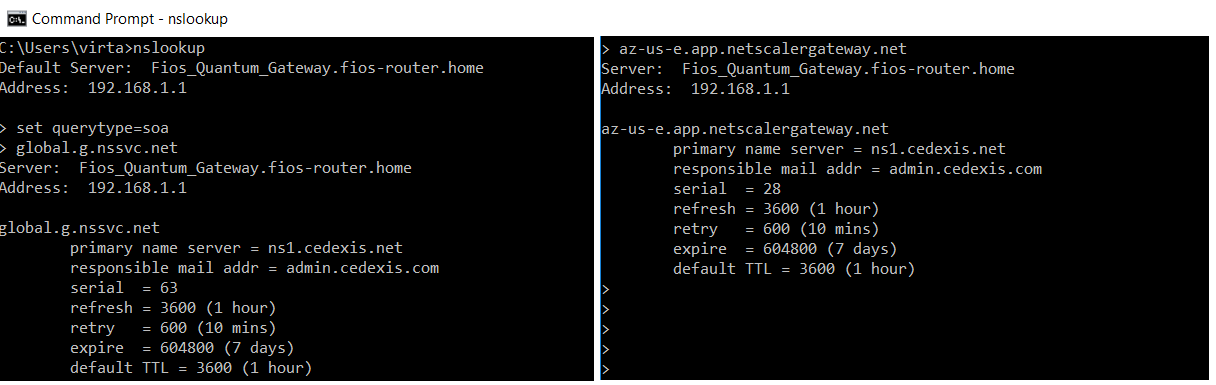 Command Prompt - nslookup
C:\Users\virta>nslookup
Default Server:  Fios_Quantum_Gateway.fios-router.home
Address:  192.168.1.1
> set querytype=soa
> global.g.nssvc.net
Server:  Fios_Quantum_Gateway.fios-router.home
Address:  192.168.1.1
global.g.nssvc.net
        primary name server = ns1.cedexis.net
        responsible mail addr = admin.cedexis.com
        serial  = 63
        refresh = 3600 (1 hour)
        retry   = 600 (10 mins)
        expire  = 604800 (7 days)
        default TTL = 3600 (1 hour)
> az-us-e.app.netscalergateway.net
Server:  Fios_Quantum_Gateway.fios-router.home
Address:  192.168.1.1
az-us-e.app.netscalergateway.net
        primary name server = ns1.cedexis.net
        responsible mail addr = admin.cedexis.com
        serial  = 28
        refresh = 3600 (1 hour)
        retry   = 600 (10 mins)
        expire  = 604800 (7 days)
        default TTL = 3600 (1 hour)
>
>
>
>
>